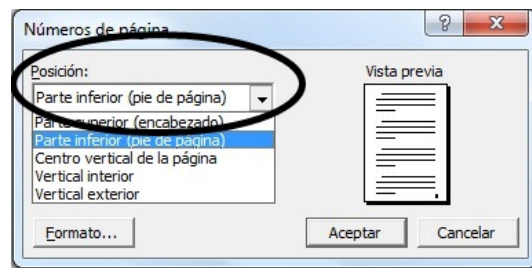 Números de página
Posición:
Vista previa
Parte inferior (pie de página)
Parte superior (encabezado)
Parte inferior (pie de página)
Centro vertical de la página
Vertical interior
Vertical exterior
Formato...
Aceptar
Cancelar